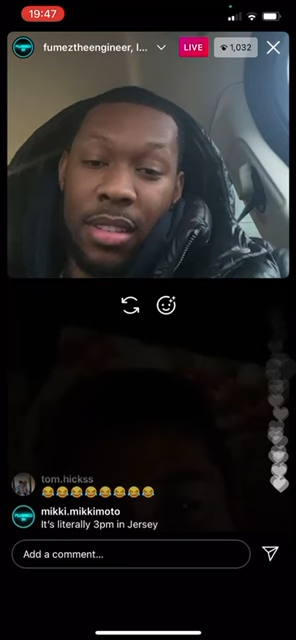 19:47
fumeztheengineer, l...
LIVE
1,032
tom.hickss
😂😂😂😂😂😂😂😂
mikki.mikkimoto
It's literally 3pm in Jersey
Add a comment...